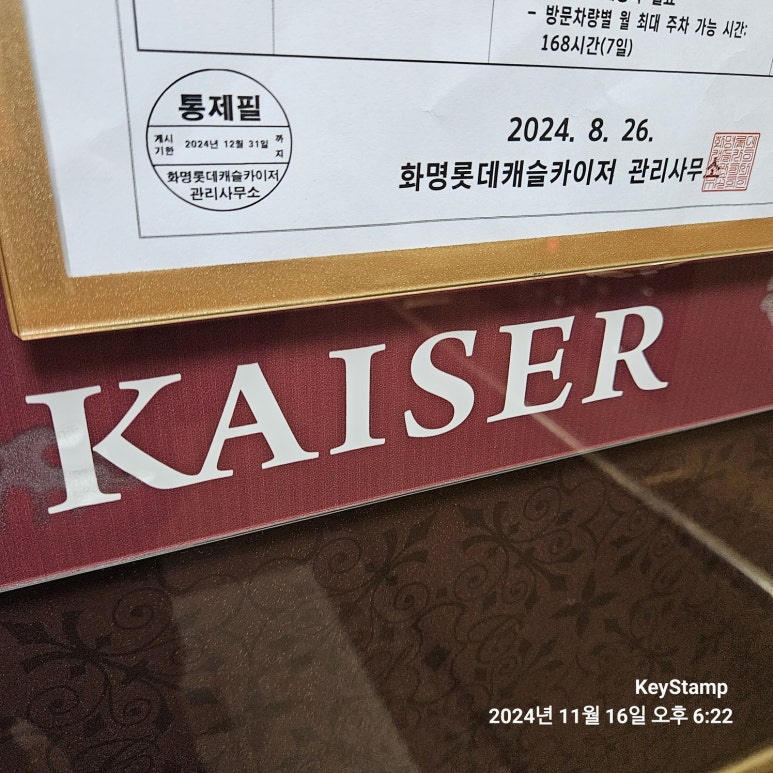 - 방문차량별 월 최대 주차 가능 시간:
168시간(7일)
통제필
게시
기한
2024년 12월 31일
까
지
화명롯데캐슬카이저
관리사무소
2024. 8. 26.
화명롯데캐슬카이저 관리사무소
KAISER
KeyStamp
2024년 11월 16일 오후 6:22